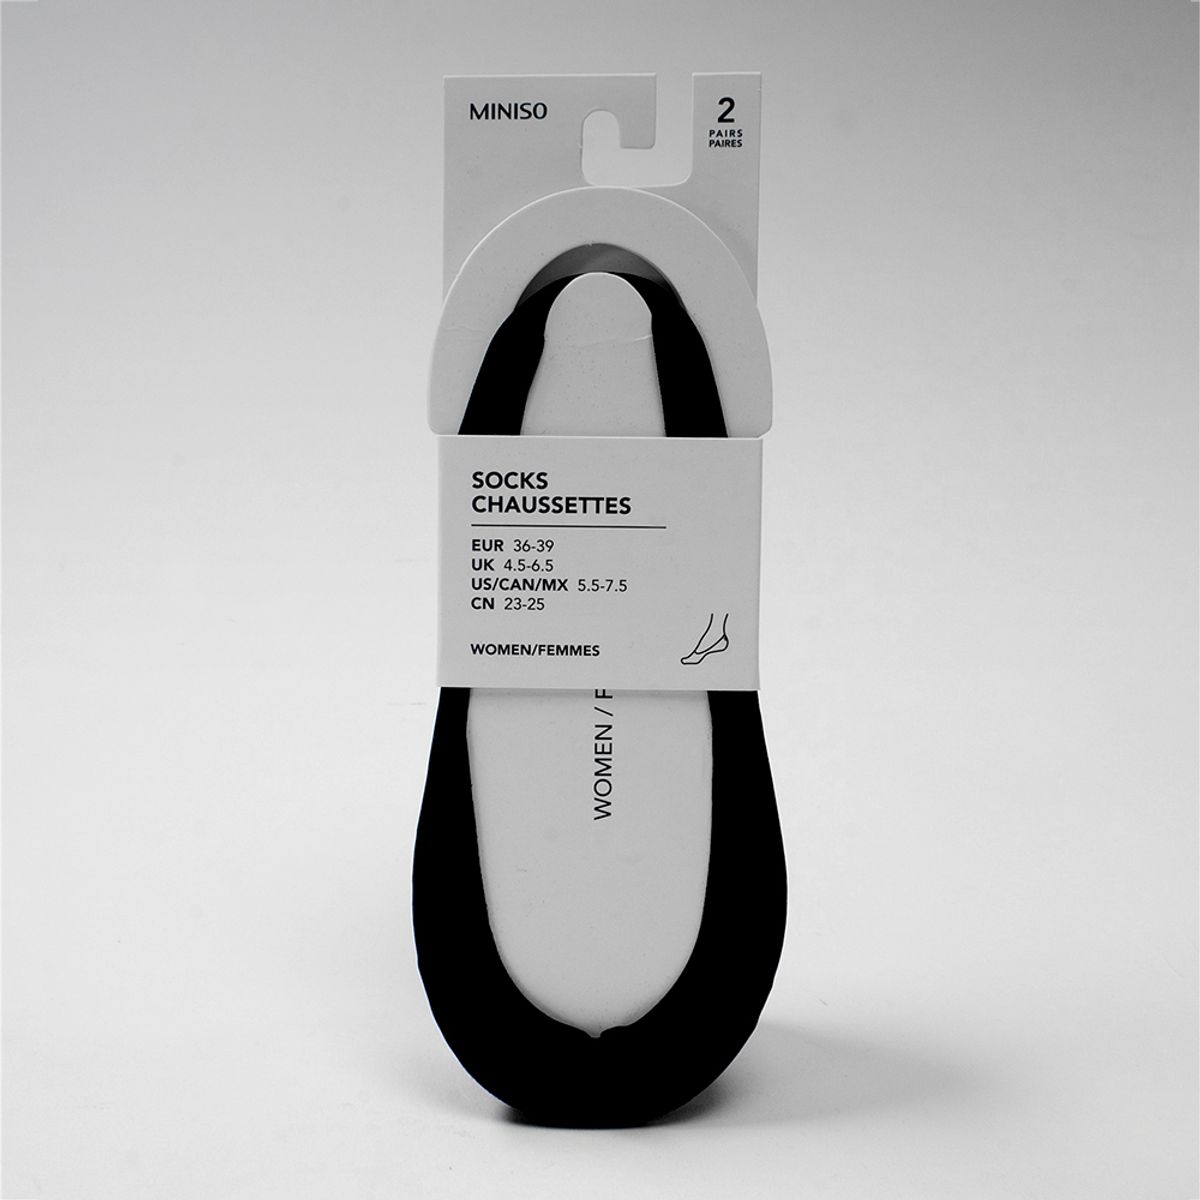 MINISO
2
PAIRS
PAIRES
SOCKS
CHAUSSETTES
EUR 36-39
UK 4.5-6.5
US/CAN/MX 5.5-7.5
CN 23-25
WOMEN/FEMMES
WOMEN /